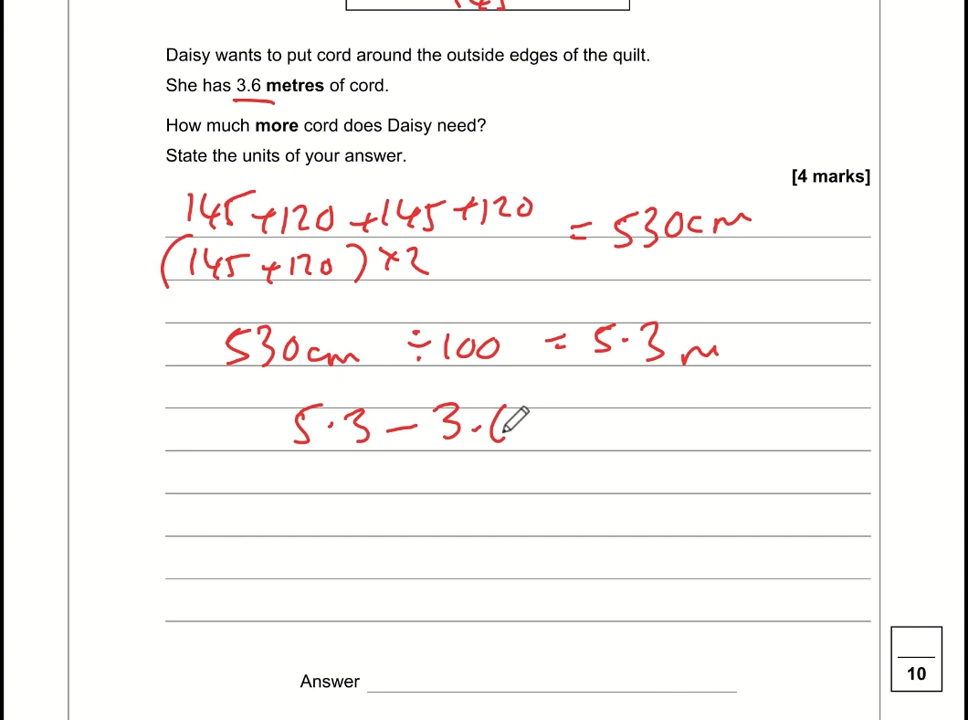 Daisy wants to put cord around the outside edges of the quilt.
She has 3.6 metres of cord.
How much more cord does Daisy need?
State the units of your answer.
[4 marks]
145 + 120 + 145 + 120 = 530cm
(145 + 120) × 2
530cm ÷ 100 = 5.3 m
5.3 - 3.
10
Answer